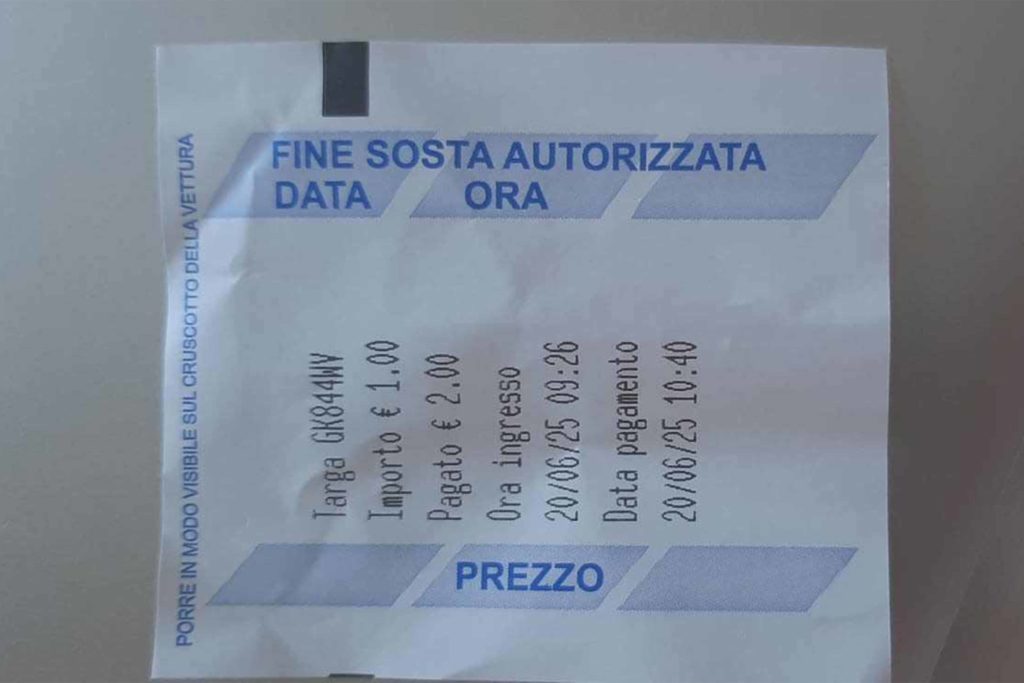 PORRE IN MODO VISIBILE SUL CRUSCOTTO DELLA VETTURA
FINE SOSTA AUTORIZZATA
DATA ORA
Targa GK844WV
Importo € 1.00
Pagato € 2.00
Ora ingresso
20/06/25 09:26
Data pagamento
20/06/25 10:40
PREZZO